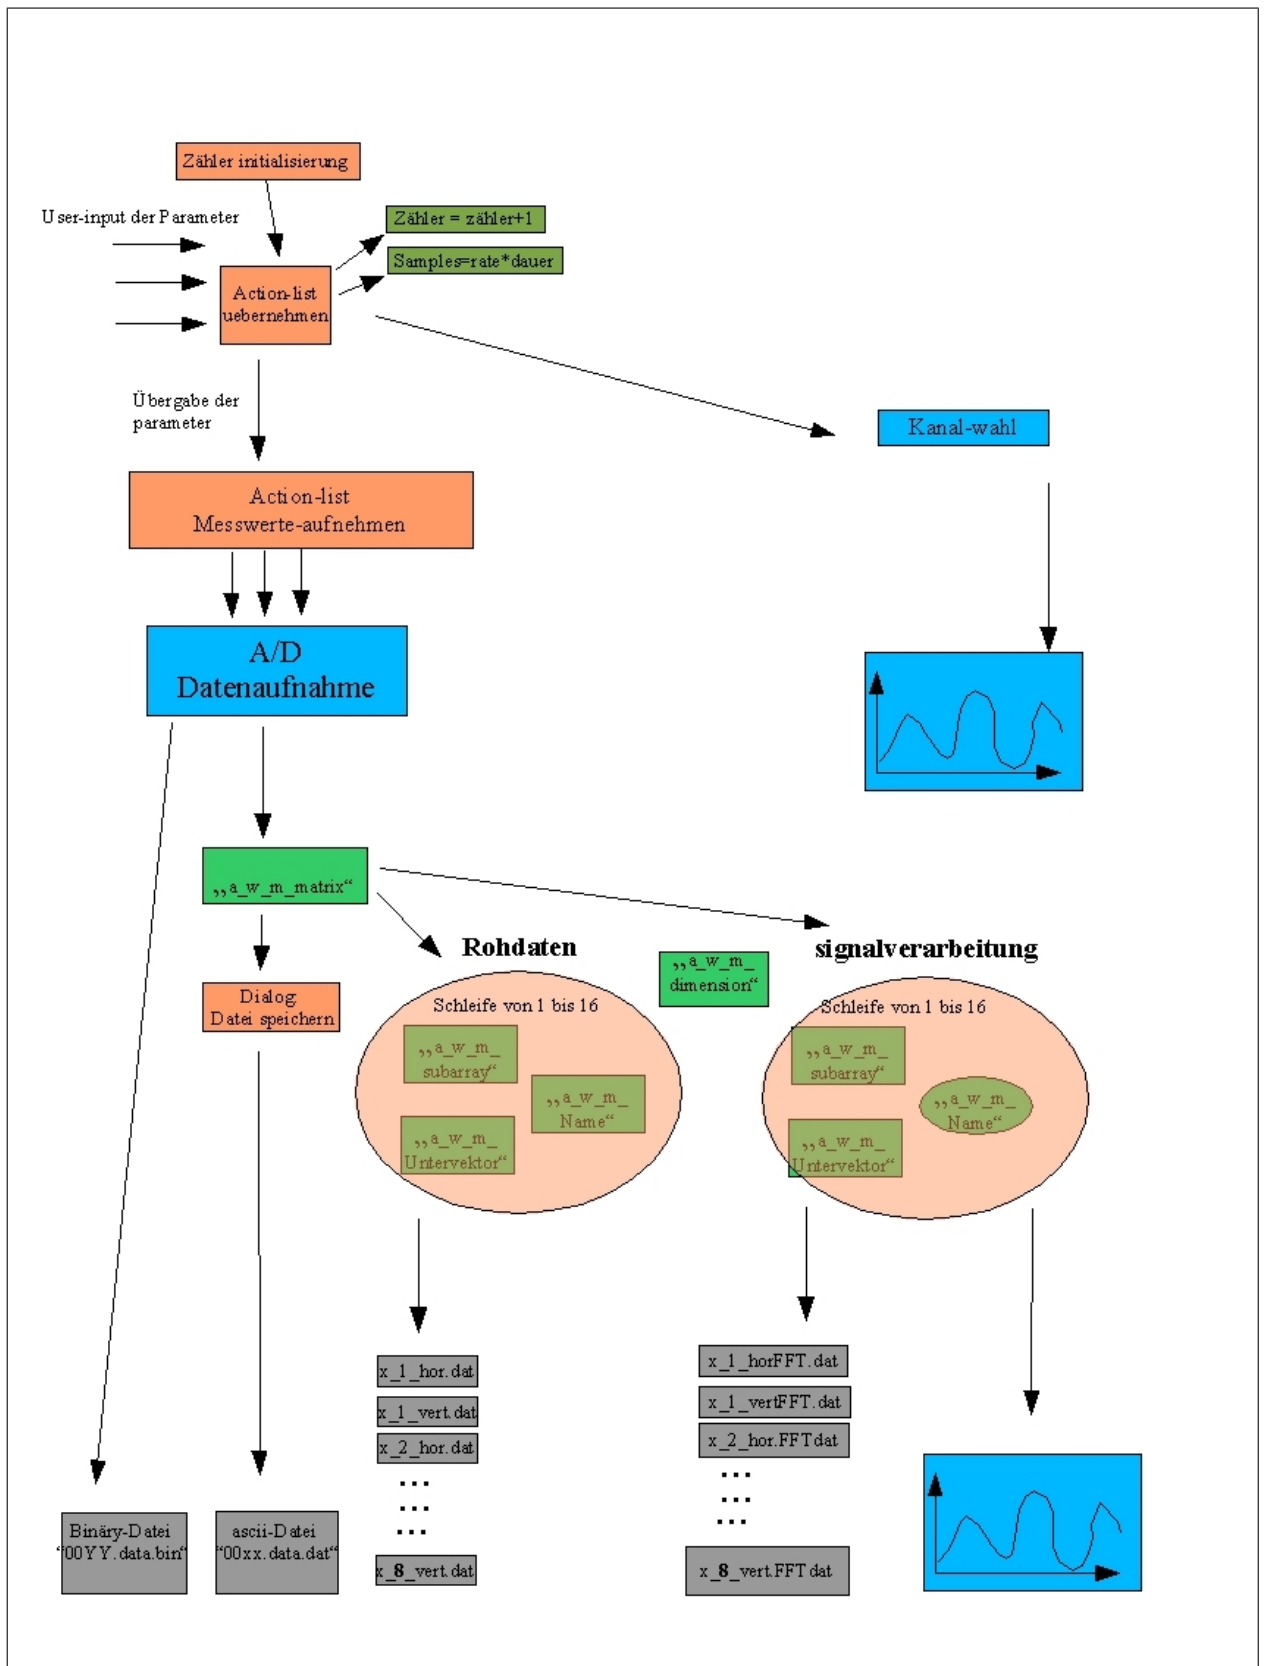 Zähler initialisierung
User-input der Parameter
Zähler = zähler+1
Samples=rate*dauer
Action-list
uebernehmen
Übergabe der
parameter
Kanal-wahl
Action-list
Messwerte-aufnehmen
A/D
Datenaufnahme
„a_w_m_matrix“
Rohdaten
signalverarbeitung
„a_w_m_
dimension“
Dialog:
Datei speichern
Schleife von 1 bis 16
„a_w_m_
subarray“
„a_w_m_
Name“
„a_w_m_
Untervektor“
Schleife von 1 bis 16
„a_w_m_
subarray“
„a_w_m_
Name“
„a_w_m_
Untervektor“
x_1_hor.dat
x_1_vert.dat
x_2_hor.dat
...
...
...
x_8_vert.dat
x_1_horFFT.dat
x_1_vertFFT.dat
x_2_hor.FFTdat
...
...
...
x_8_vert.FFTdat
Binäry-Datei
“00YY.data.bin“
ascii-Datei
“00xx.data.dat“